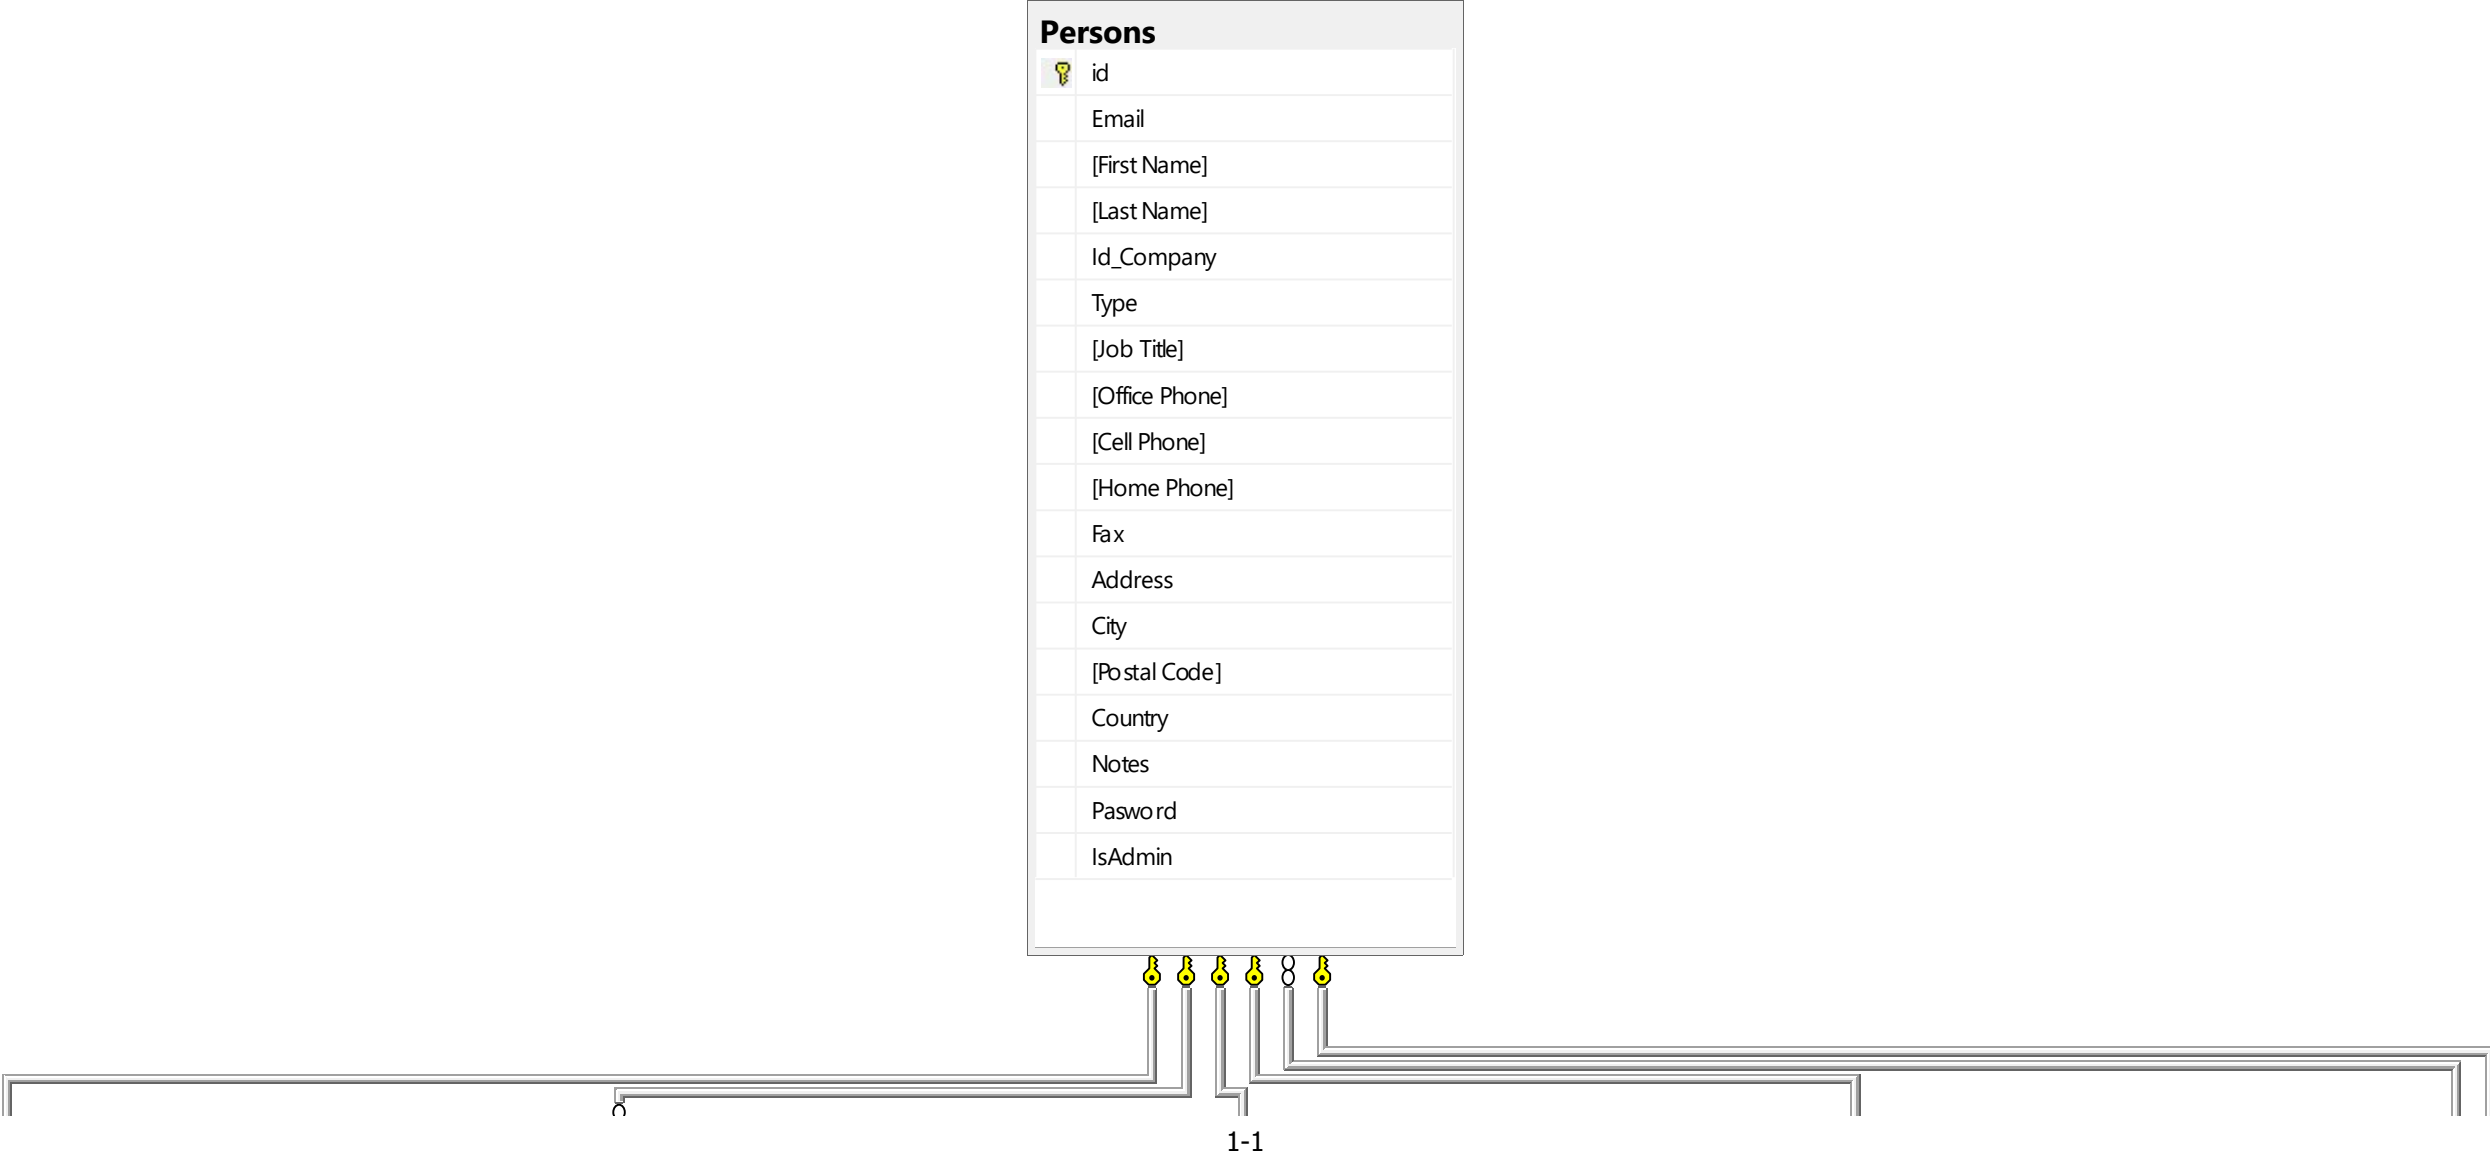 Persons
id
Email
[First Name]
[Last Name]
Id_Company
Type
[Job Title]
[Office Phone]
[Cell Phone]
[Home Phone]
Fax
Address
City
[Postal Code]
Country
Notes
Pasword
IsAdmin
1-1